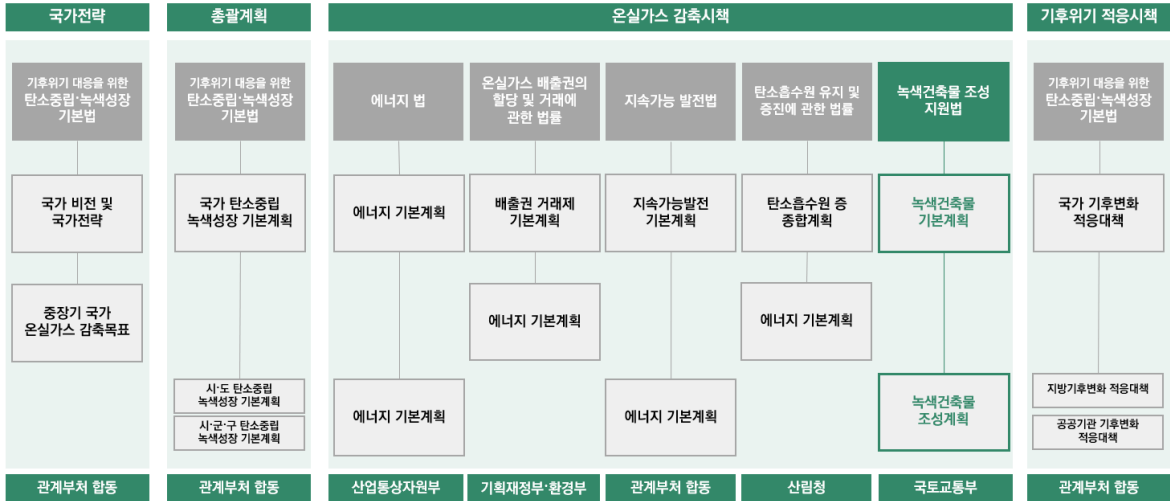 국가전략
총괄계획
온실가스 감축시책
기후위기 적응시책
기후위기 대응을 위한
탄소중립·녹색성장
기본법
기후위기 대응을 위한
탄소중립·녹색성장
기본법
에너지 법
온실가스 배출권의
할당 및 거래에
관한 법률
지속가능 발전법
탄소흡수원 유지 및
증진에 관한 법률
녹색건축물 조성
지원법
기후위기 대응을 위한
탄소중립·녹색성장
기본법
국가 비전 및
국가전략
국가 탄소중립
녹색성장 기본계획
에너지 기본계획
배출권 거래제
기본계획
지속가능발전
기본계획
탄소흡수원 증
종합계획
녹색건축물
기본계획
국가 기후변화
적응대책
중장기 국가
온실가스 감축목표
에너지 기본계획
에너지 기본계획
시·도 탄소중립
녹색성장 기본계획
시·군·구 탄소중립
녹색성장 기본계획
에너지 기본계획
에너지 기본계획
녹색건축물
조성계획
지방기후변화 적응대책
공공기관 기후변화
적응대책
관계부처 합동
관계부처 합동
산업통상자원부
기획재정부·환경부
관계부처 합동
산림청
국토교통부
관계부처 합동